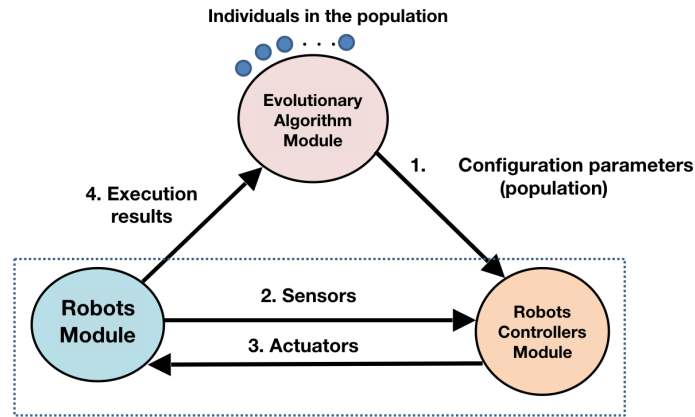 Individuals in the population
Evolutionary
Algorithm
Module
1. Configuration parameters
(population)
4. Execution
results
2. Sensors
Robots
Module
Robots
Controllers
Module
3. Actuators